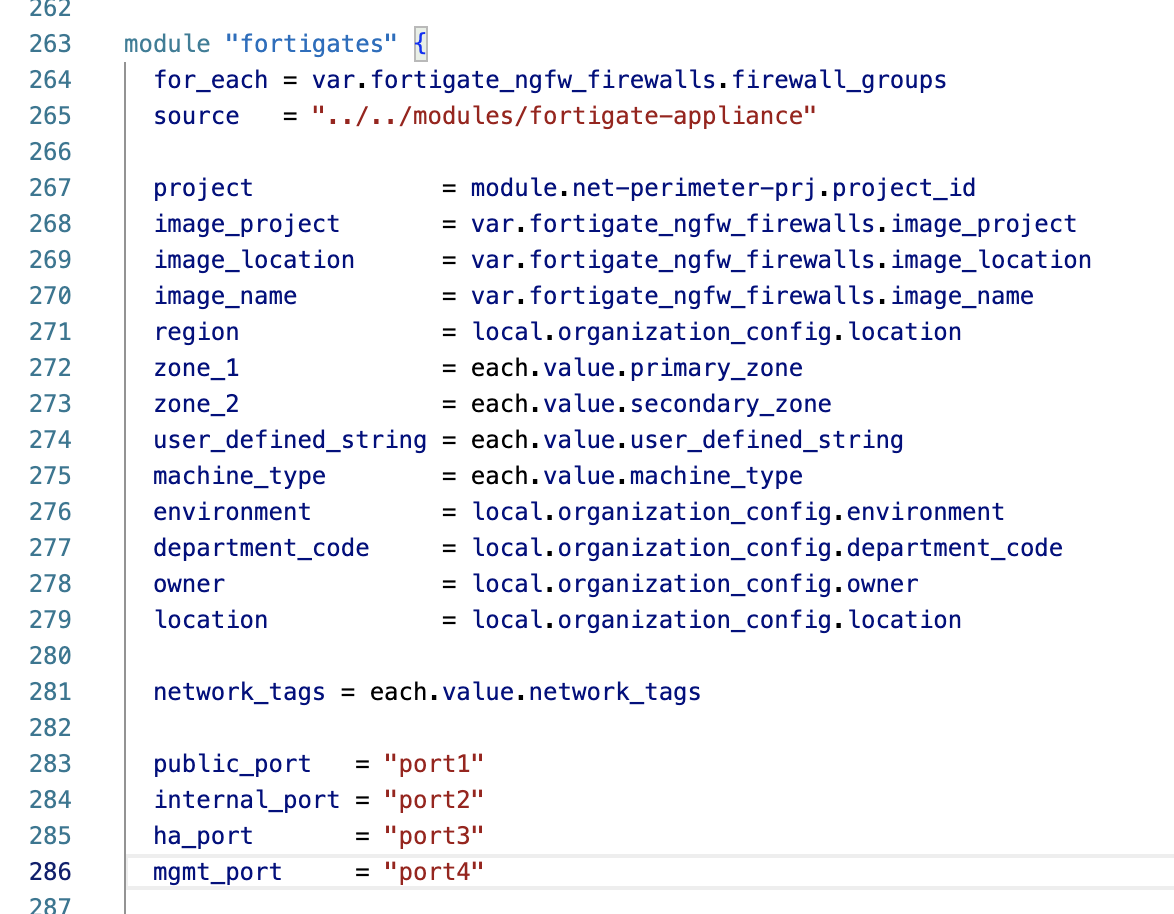 262
263 module "fortigates" {
264 for_each = var.fortigate_ngfw_firewalls.firewall_groups
265 source   = "../../modules/fortigate-appliance"
266
267 project             = module.net-perimeter-prj.project_id
268 image_project       = var.fortigate_ngfw_firewalls.image_project
269 image_location      = var.fortigate_ngfw_firewalls.image_location
270 image_name          = var.fortigate_ngfw_firewalls.image_name
271 region              = local.organization_config.location
272 zone_1              = each.value.primary_zone
273 zone_2              = each.value.secondary_zone
274 user_defined_string = each.value.user_defined_string
275 machine_type        = each.value.machine_type
276 environment         = local.organization_config.environment
277 department_code     = local.organization_config.department_code
278 owner               = local.organization_config.owner
279 location            = local.organization_config.location
280
281 network_tags = each.value.network_tags
282
283 public_port   = "port1"
284 internal_port = "port2"
285 ha_port       = "port3"
286 mgmt_port     = "port4"
287